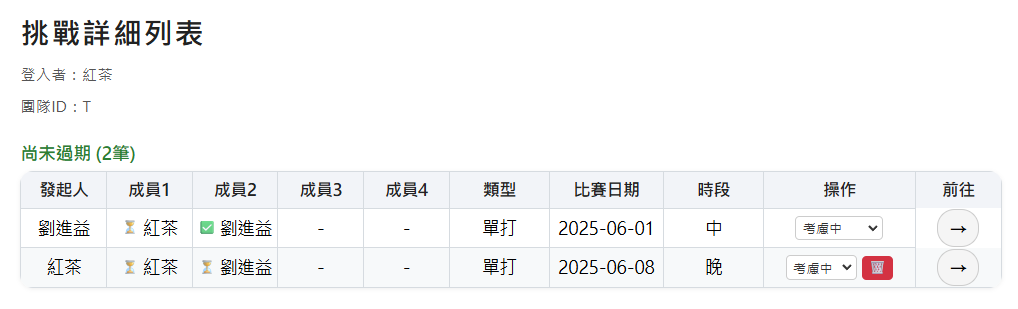 挑戰詳細列表
登入者：紅茶
團隊ID：T
尚未過期 (2筆)
發起人 成員1 成員2 成員3 成員4 類型 比賽日期 時段 操作 前往
劉進益 ⏳ 紅茶 ✅ 劉進益 - - 單打 2025-06-01 中 考慮中 →
紅茶 ⏳ 紅茶 ⏳ 劉進益 - - 單打 2025-06-08 晚 考慮中 🗑️ →